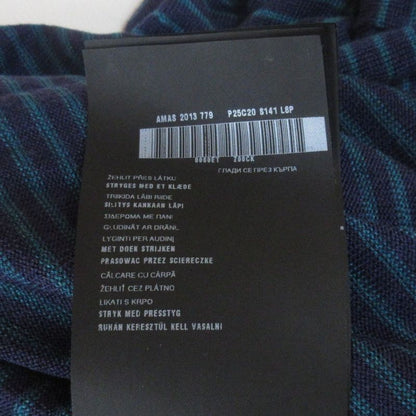 AMAS 2013 779 P25C20 S141 L8P
ГЛАДИ СЕ ПРЕЗ КЪРПА
ŽEHLIT PŘES LÁTKU
STRYGES MED ET KLÆDE
TRIIKIDA LÄBI RIIDE
SILITYS KANKAAN LÄPI
ΣΙΔΕΡΩΜΑ ΜΕ ΠΑΝΙ
GLUDINĀT AR DRĀNU
LYGINTI PER AUDINĮ
MET DOEK STRIJKEN
PRASOWAC PRZEZ SCIERECZKE
CĂLCARE CU CÂRPĂ
ŽEHLIŤ CEZ PLÁTNO
LIKATI S KRPO
STRYK MED PRESSTYG
RUHÁN KERESZTÜL KELL VASALNI